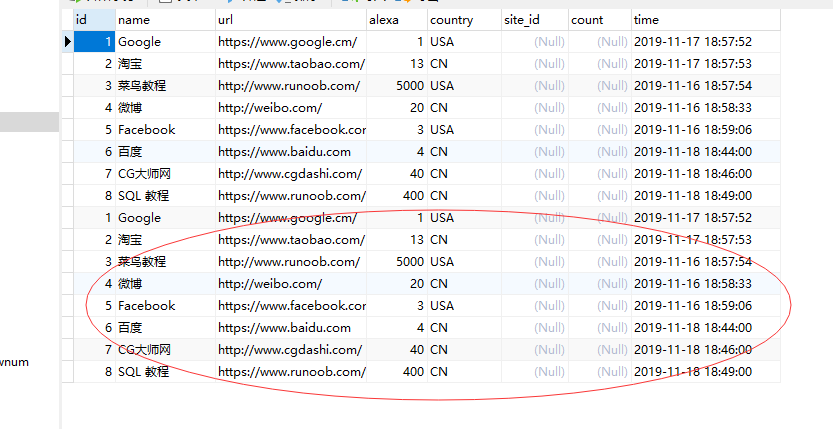 id name url alexa country site_id count time
1 Google https://www.google.cm/ 1 USA (Null) (Null) 2019-11-17 18:57:52
2 淘宝 https://www.taobao.com/ 13 CN (Null) (Null) 2019-11-17 18:57:53
3 菜鸟教程 http://www.runoob.com/ 5000 USA (Null) (Null) 2019-11-16 18:57:54
4 微博 http://weibo.com/ 20 CN (Null) (Null) 2019-11-16 18:58:33
5 Facebook https://www.facebook.cor 3 USA (Null) (Null) 2019-11-16 18:59:06
6 百度 https://www.baidu.com 4 CN (Null) (Null) 2019-11-18 18:44:00
7 CG大师网 http://www.cgdashi.com/ 40 CN (Null) (Null) 2019-11-18 18:46:00
8 SQL 教程 http://www.runoob.com/ 400 CN (Null) (Null) 2019-11-18 18:49:00
1 Google https://www.google.cm/ 1 USA (Null) (Null) 2019-11-17 18:57:52
2 淘宝 https://www.taobao.com/ 13 CN (Null) (Null) 2019-11-17 18:57:53
3 菜鸟教程 http://www.runoob.com/ 5000 USA (Null) (Null) 2019-11-16 18:57:54
4 微博 http://weibo.com/ 20 CN (Null) (Null) 2019-11-16 18:58:33
5 Facebook https://www.facebook.cor 3 USA (Null) (Null) 2019-11-16 18:59:06
6 百度 https://www.baidu.com 4 CN (Null) (Null) 2019-11-18 18:44:00
7 CG大师网 http://www.cgdashi.com/ 40 CN (Null) (Null) 2019-11-18 18:46:00
wnum
8 SQL 教程 http://www.runoob.com/ 400 CN (Null) (Null) 2019-11-18 18:49:00